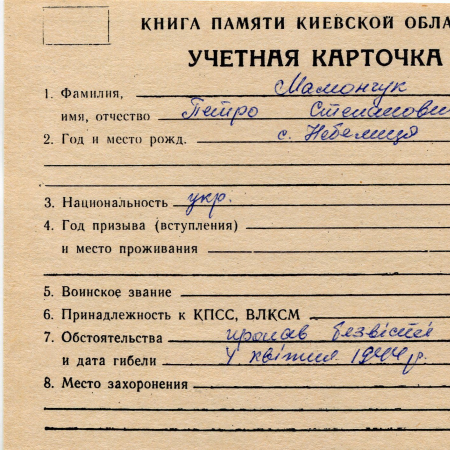 КНИГА ПАМЯТИ КИЕВСКОЙ ОБЛА
УЧЕТНАЯ КАРТОЧКА
1. Фамилия, Мамончук
имя, отчество Петро Степанови
2. Год и место рожд. с. Небелиця
3. Национальность укр.
4. Год призыва (вступления)
и место проживания
5. Воинское звание
6. Принадлежность к КПСС, ВЛКСМ
7. Обстоятельства пропав безвісти
и дата гибели квітня 1944 р.
8. Место захоронения